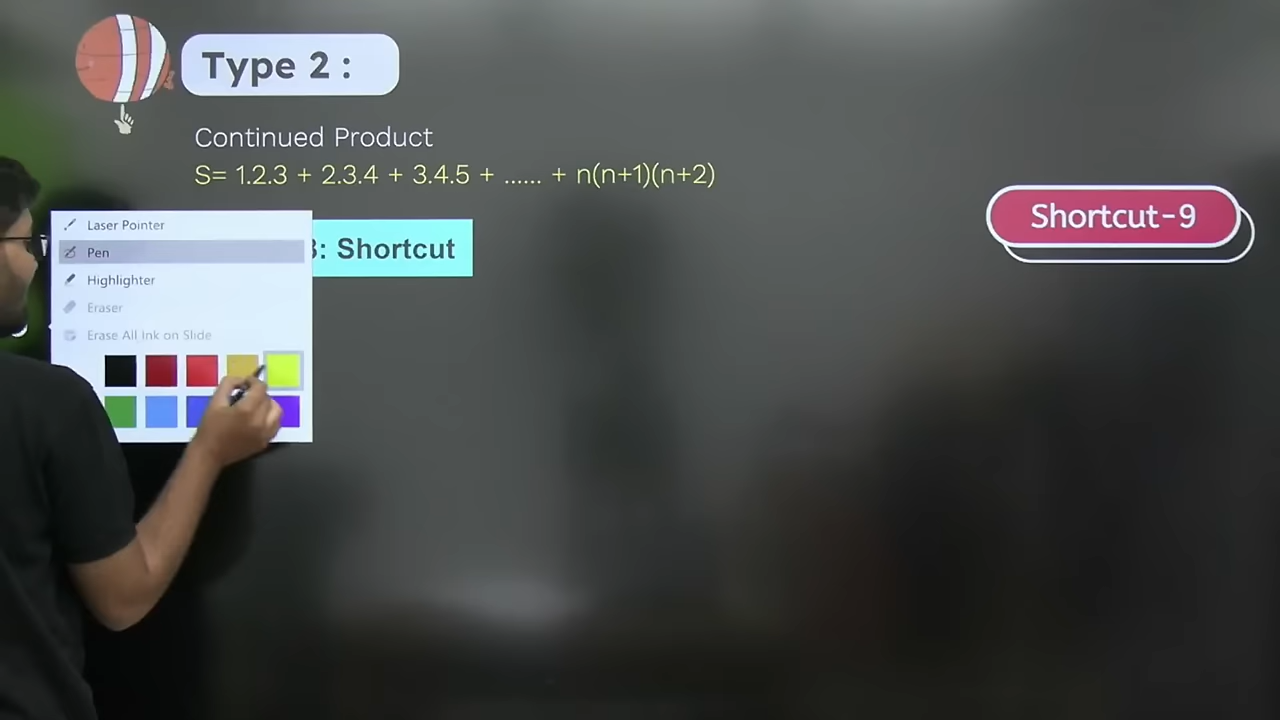 Type 2 :
Continued Product
S= 1.2.3 + 2.3.4 + 3.4.5 + ...... + n(n+1)(n+2)
Shortcut-9
Laser Pointer
Pen
3: Shortcut
Highlighter
Eraser
Erase All Ink on Slide